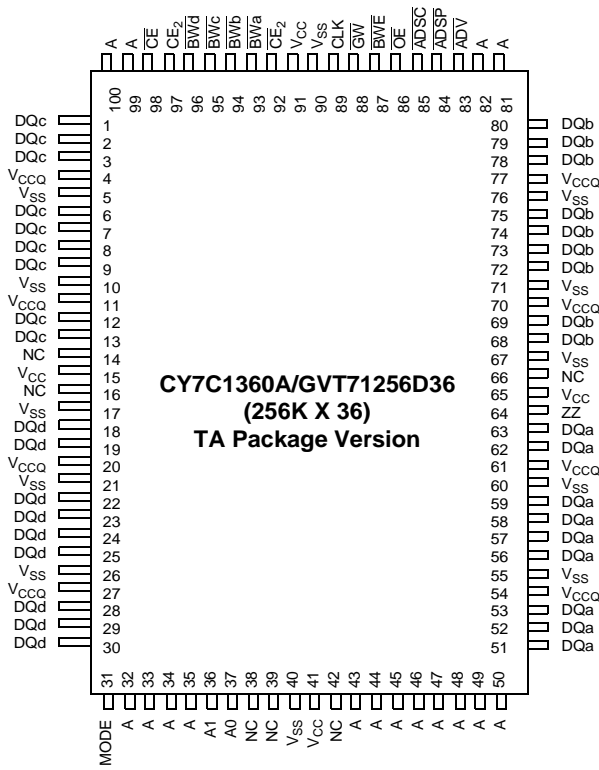 A
A
CE
CE2
BWd
BWc
BWb
BWa
CE2
VCC
VSS
CLK
GW
BWE
OE
ADSC
ADSP
ADV
A
A
100
99
98
97
96
95
94
93
92
91
90
89
88
87
86
85
84
83
82
81
DQc 1
DQc 2
DQc 3
VCCQ 4
VSS 5
DQc 6
DQc 7
DQc 8
DQc 9
VSS 10
VCCQ 11
DQc 12
DQc 13
NC 14
VCC 15
NC 16
VSS 17
DQd 18
DQd 19
VCCQ 20
VSS 21
DQd 22
DQd 23
DQd 24
DQd 25
VSS 26
VCCQ 27
DQd 28
DQd 29
DQd 30
CY7C1360A/GVT71256D36
(256K X 36)
TA Package Version
80 DQb
79 DQb
78 DQb
77 VCCQ
76 VSS
75 DQb
74 DQb
73 DQb
72 DQb
71 VSS
70 VCCQ
69 DQb
68 DQb
67 VSS
66 NC
65 VCC
64 ZZ
63 DQa
62 DQa
61 VCCQ
60 VSS
59 DQa
58 DQa
57 DQa
56 DQa
55 VSS
54 VCCQ
53 DQa
52 DQa
51 DQa
31
32
33
34
35
36
37
38
39
40
41
42
43
44
45
46
47
48
49
50
MODE
A
A
A
A
A1
A0
NC
NC
VSS
VCC
NC
A
A
A
A
A
A
A
A